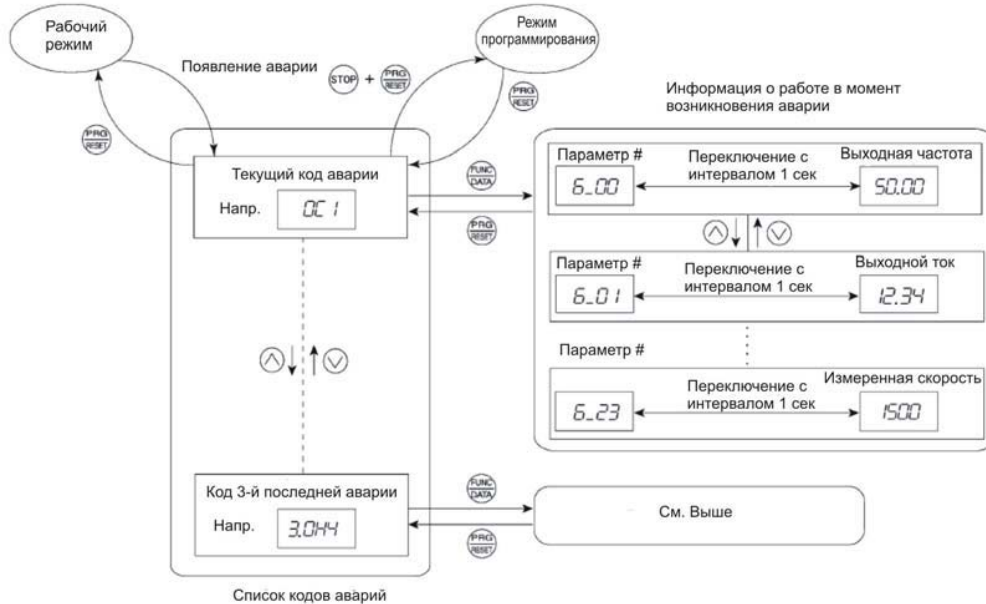 Рабочий
режим
Режим
программирования
Появление аварии
STOP + PRG
RESET
PRG
RESET
PRG
RESET
Информация о работе в момент
возникновения аварии
Текущий код аварии
Напр. OC1
FUNC
DATA
PRG
RESET
Параметр #
6_00
Переключение с
интервалом 1 сек
Выходная частота
50.00
Параметр #
6_01
Переключение с
интервалом 1 сек
Выходной ток
12.34
Параметр #
6_23
Переключение с
интервалом 1 сек
Измеренная скорость
1500
Код 3-й последней аварии
Напр. 3.OH4
FUNC
DATA
PRG
RESET
См. Выше
Список кодов аварий